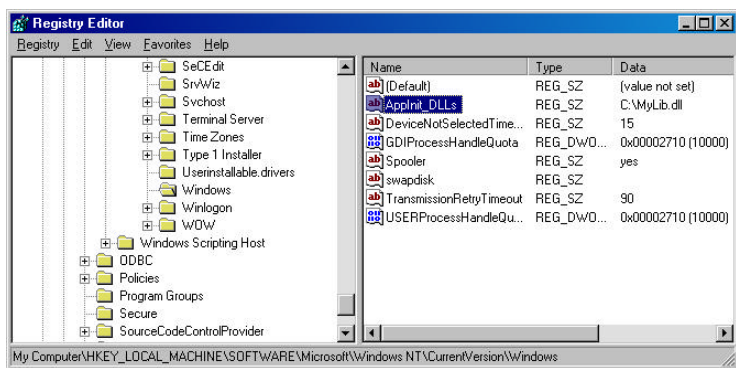 Registry Editor
Registry Edit View Favorites Help
SeCEdit
SrvWiz
Svchost
Terminal Server
Time Zones
Type 1 Installer
Userinstallable.drivers
Windows
Winlogon
WOW
Windows Scripting Host
ODBC
Policies
Program Groups
Secure
SourceCodeControlProvider
Name Type Data
(Default) REG_SZ (value not set)
AppInit_DLLs REG_SZ C:\MyLib.dll
DeviceNotSelectedTime... REG_SZ 15
GDIProcessHandleQuota REG_DWO... 0x00002710 (10000)
Spooler REG_SZ yes
swapdisk REG_SZ
TransmissionRetryTimeout REG_SZ 90
USERProcessHandleQu... REG_DWO... 0x00002710 (10000)
My Computer\HKEY_LOCAL_MACHINE\SOFTWARE\Microsoft\Windows NT\CurrentVersion\Windows